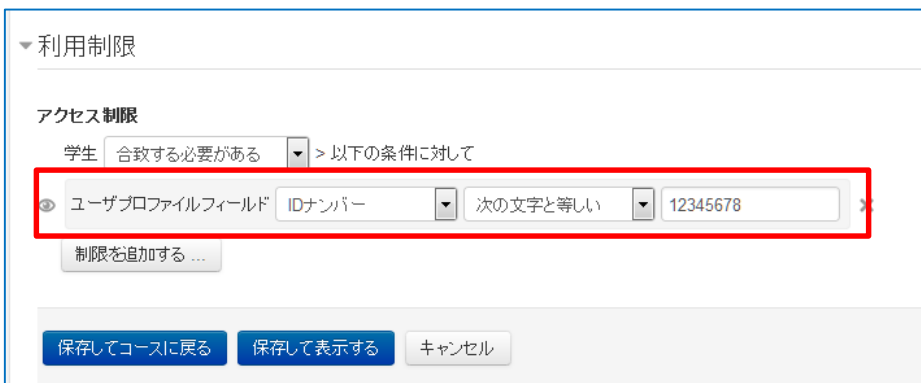 利用制限
アクセス制限
学生 合致する必要がある > 以下の条件に対して
ユーザプロファイルフィールド IDナンバー 次の文字と等しい 12345678
制限を追加する ...
保存してコースに戻る 保存して表示する キャンセル